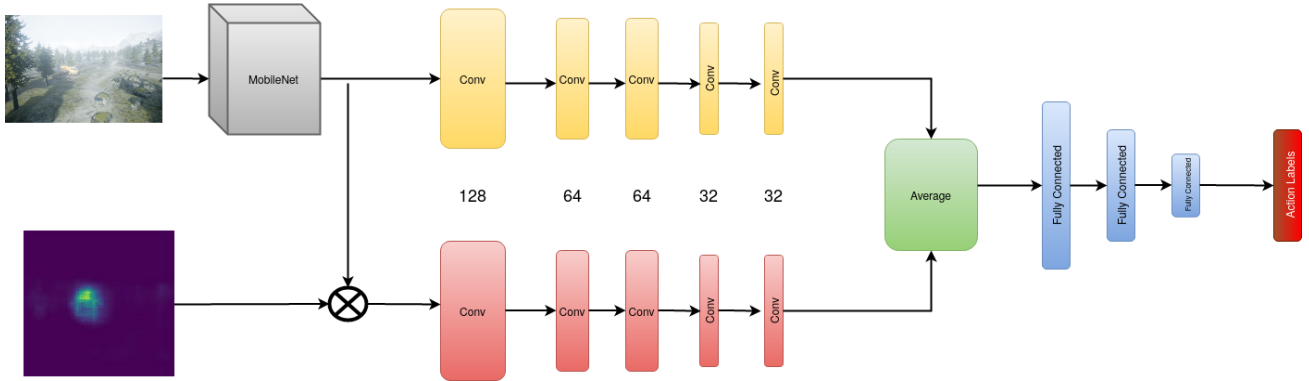 MobileNet
Conv
Conv
Conv
Conv
Conv
128
64
64
32
32
Conv
Conv
Conv
Conv
Conv
Average
Fully Connected
Fully Connected
Fully Connected
Action Labels